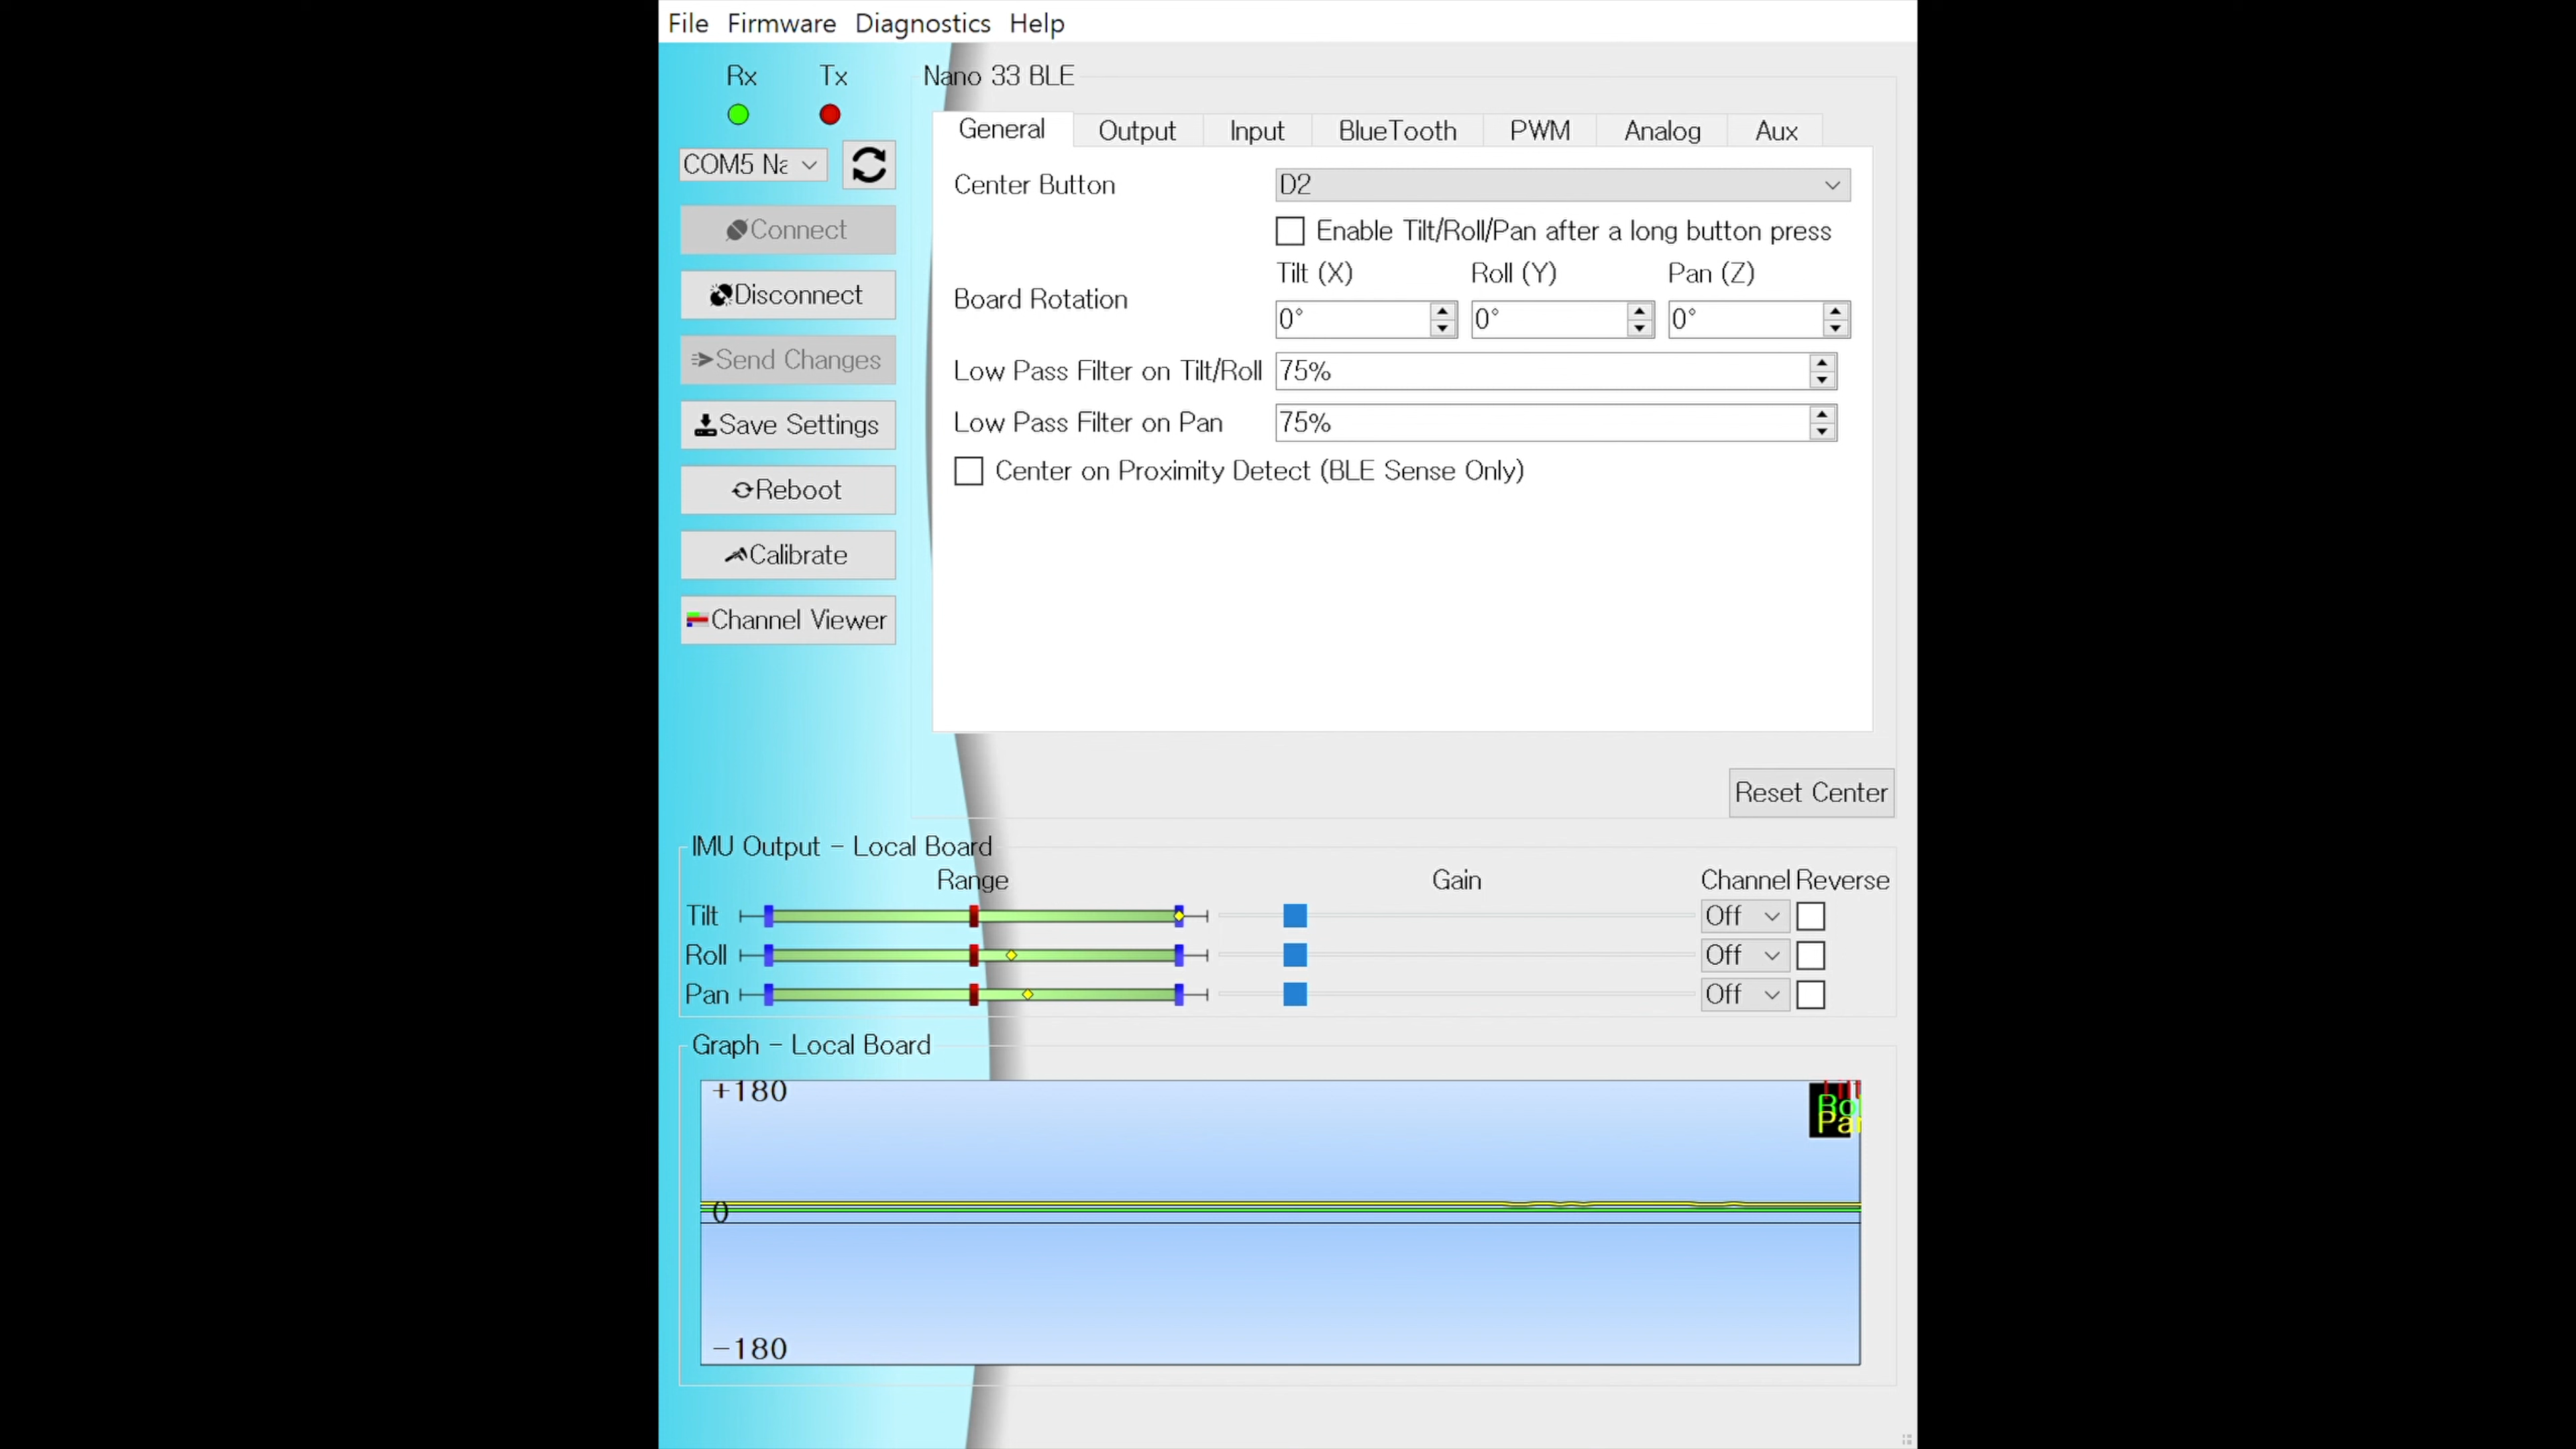 File Firmware Diagnostics Help
Rx Tx
COM5 Na
Connect
Disconnect
Send Changes
Save Settings
Reboot
Calibrate
Channel Viewer
Nano 33 BLE
General Output Input BlueTooth PWM Analog Aux
Center Button D2
Enable Tilt/Roll/Pan after a long button press
Tilt (X) Roll (Y) Pan (Z)
Board Rotation 0° 0° 0°
Low Pass Filter on Tilt/Roll 75%
Low Pass Filter on Pan 75%
Center on Proximity Detect (BLE Sense Only)
Reset Center
IMU Output - Local Board
Range Gain Channel Reverse
Tilt Off
Roll Off
Pan Off
Graph - Local Board
+180
Rol
Pan
0
-180